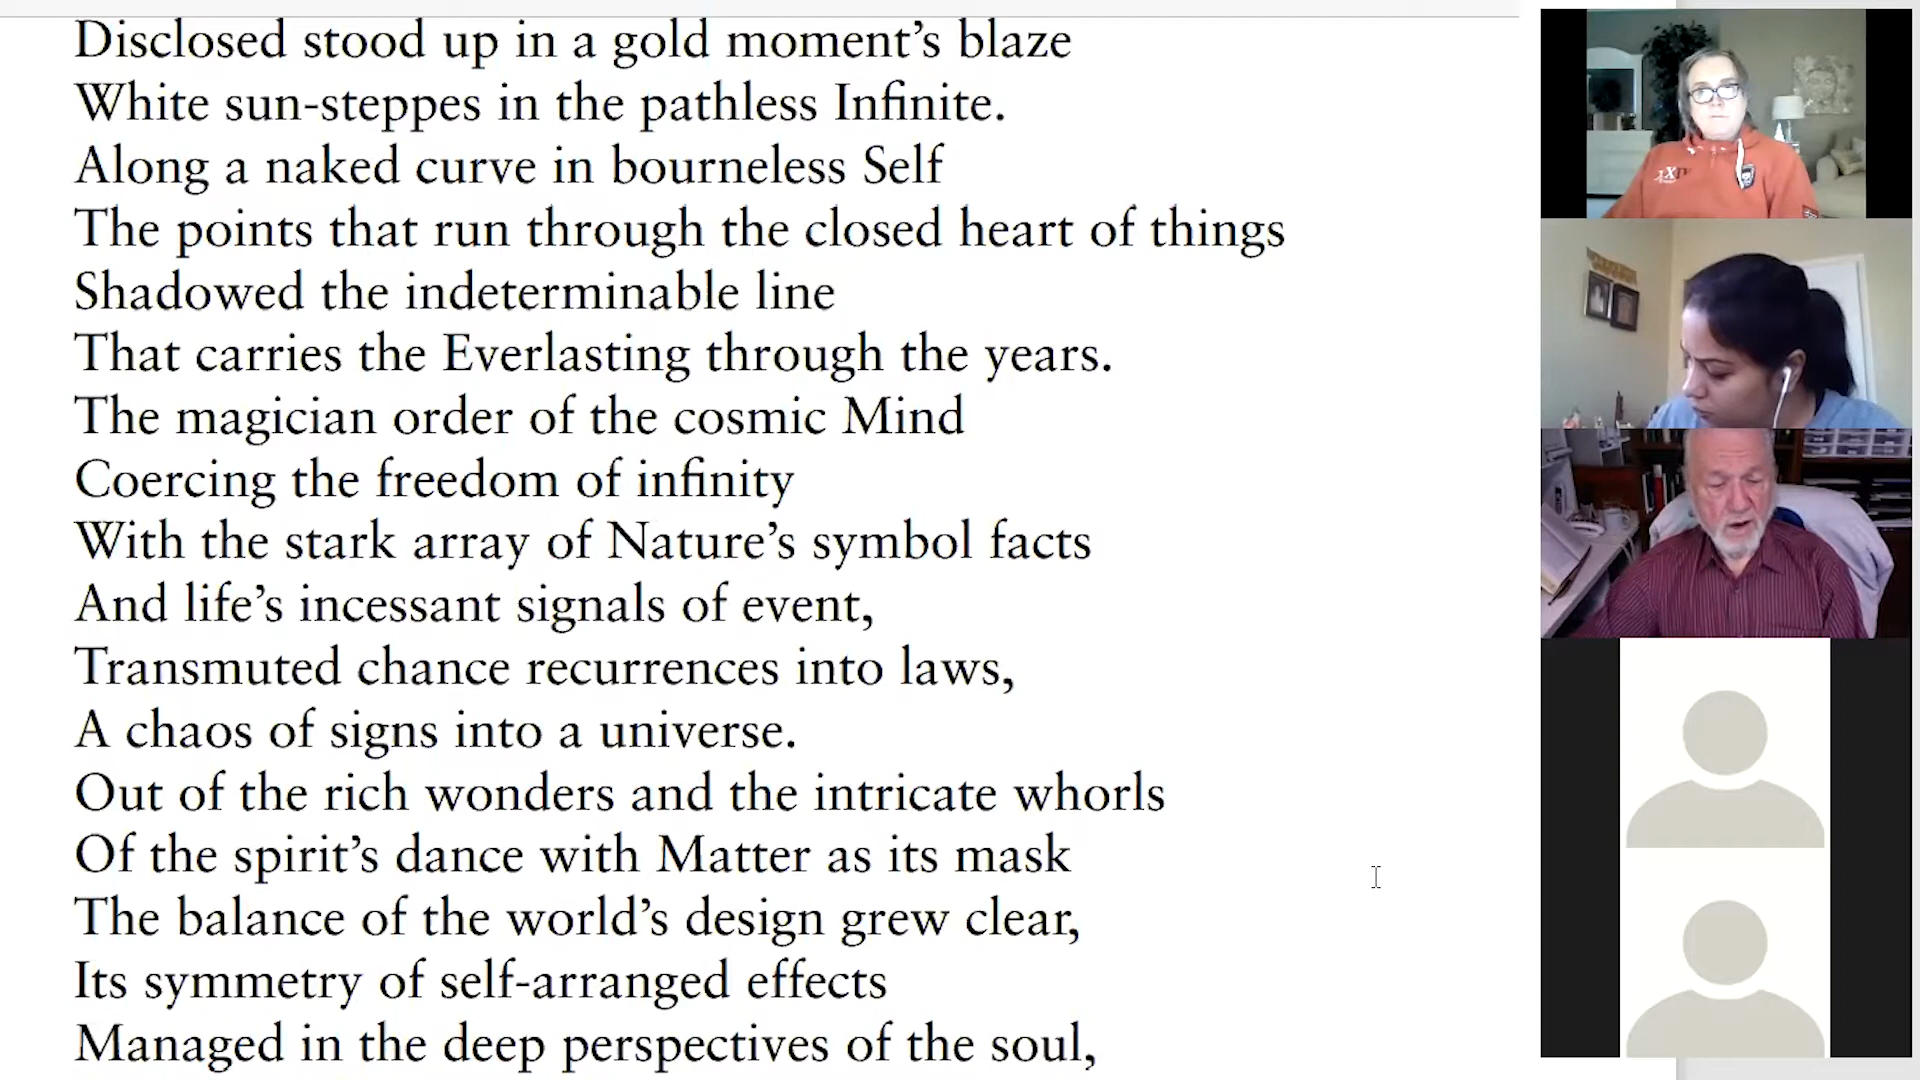 Disclosed stood up in a gold moment’s blaze
White sun-steppes in the pathless Infinite.
Along a naked curve in bourneless Self
The points that run through the closed heart of things
Shadowed the indeterminable line
That carries the Everlasting through the years.
The magician order of the cosmic Mind
Coercing the freedom of infinity
With the stark array of Nature’s symbol facts
And life’s incessant signals of event,
Transmuted chance recurrences into laws,
A chaos of signs into a universe.
Out of the rich wonders and the intricate whorls
Of the spirit’s dance with Matter as its mask
The balance of the world’s design grew clear,
Its symmetry of self-arranged effects
Managed in the deep perspectives of the soul,